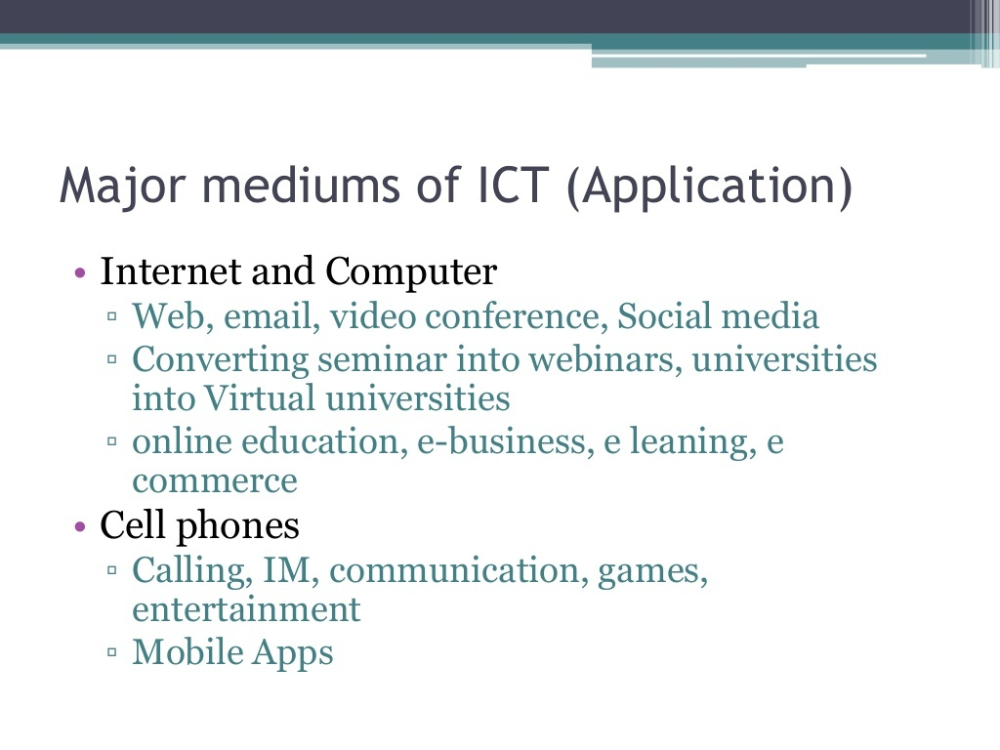 Major mediums of ICT (Application)
• Internet and Computer
▫ Web, email, video conference, Social media
▫ Converting seminar into webinars, universities
into Virtual universities
▫ online education, e-business, e leaning, e
commerce
• Cell phones
▫ Calling, IM, communication, games,
entertainment
▫ Mobile Apps